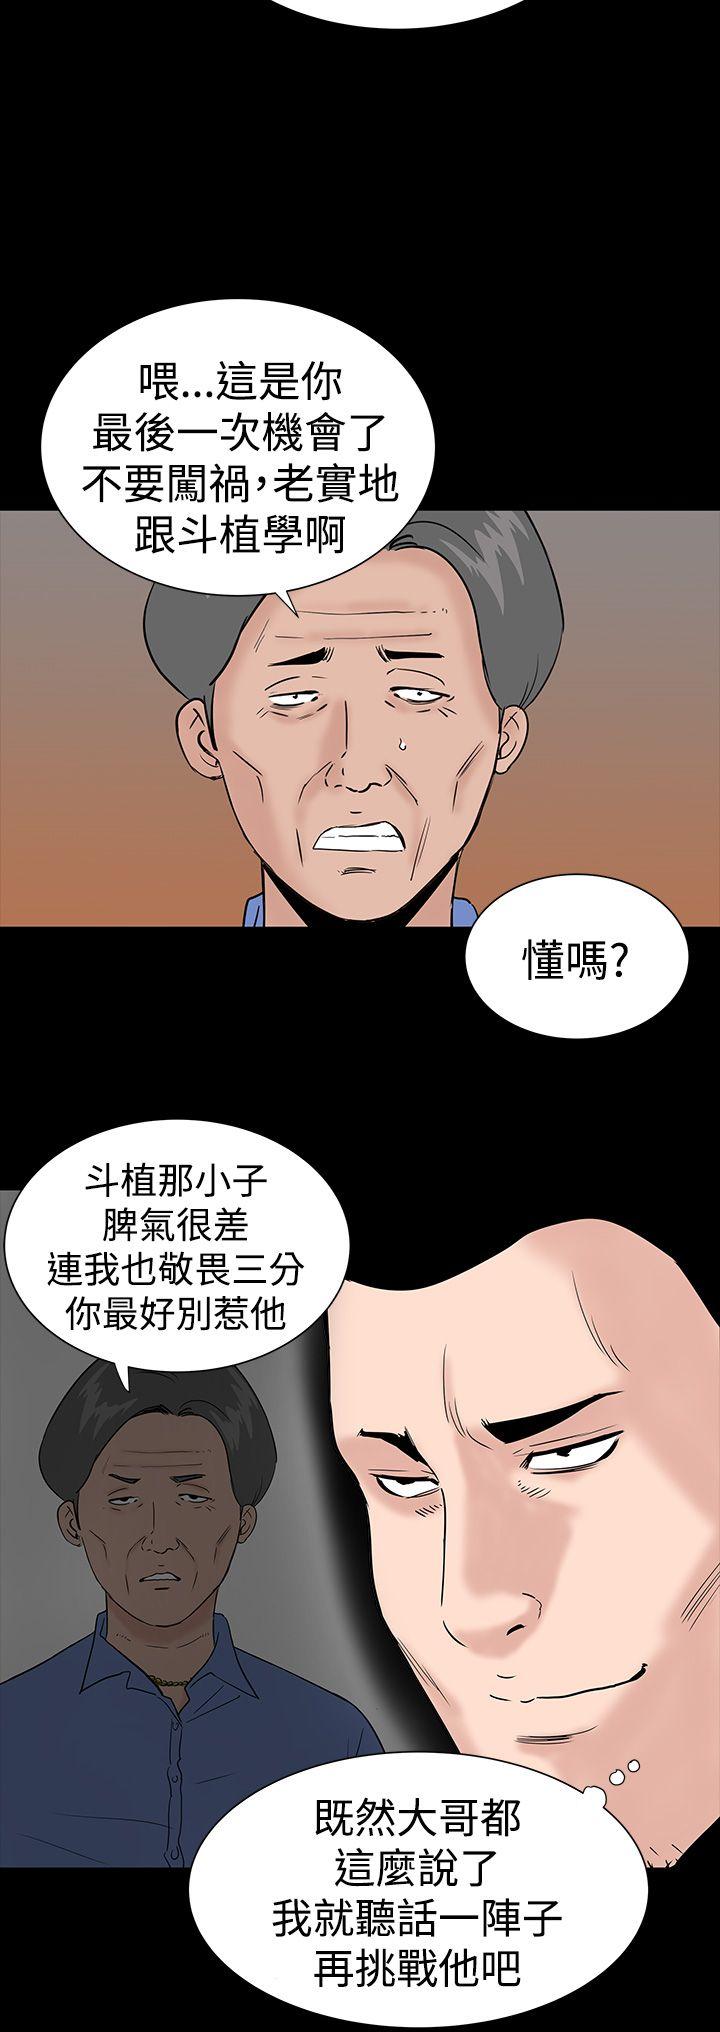 喂...這是你
最後一次機會了
不要闖禍，老實地
跟斗植學啊
懂嗎?
斗植那小子
脾氣很差
連我也敬畏三分
你最好別惹他
既然大哥都
這麼說了
我就聽話一陣子
再挑戰他吧